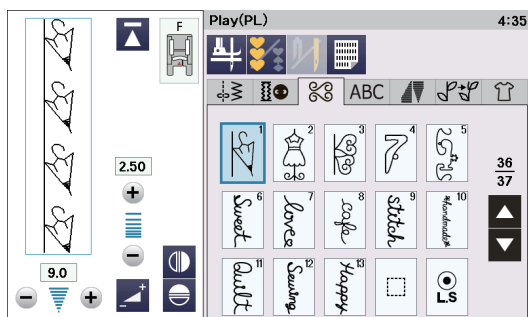 F
Play(PL)
4:35
ABC
1
2
3
4
5
36
37
2.50
6
Sweet
7
love
8
cafe
9
stitch
10
*handmade*
9.0
11
Quilt
12
Sewing
13
Happy
L.S